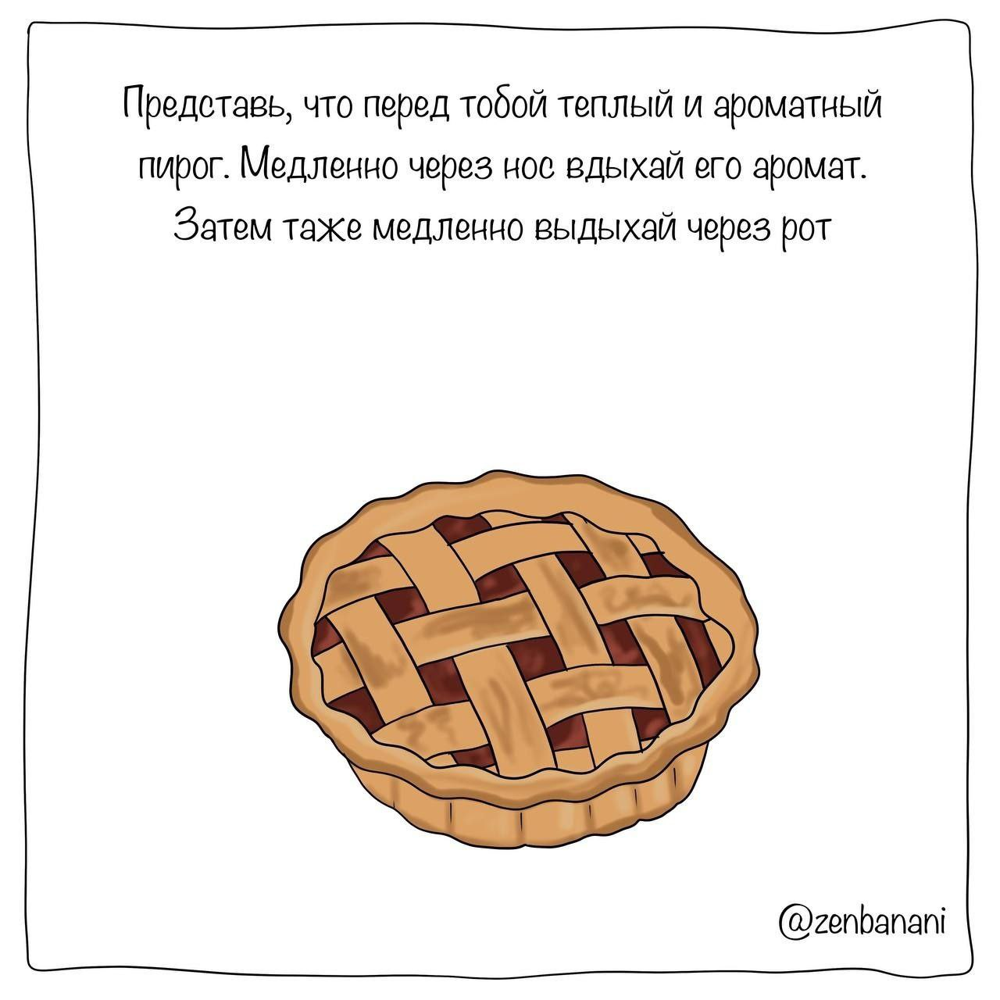 Представь, что перед тобой теплый и ароматный
пирог. Медленно через нос вдыхай его аромат.
Затем таже медленно выдыхай через рот
@zenbanani